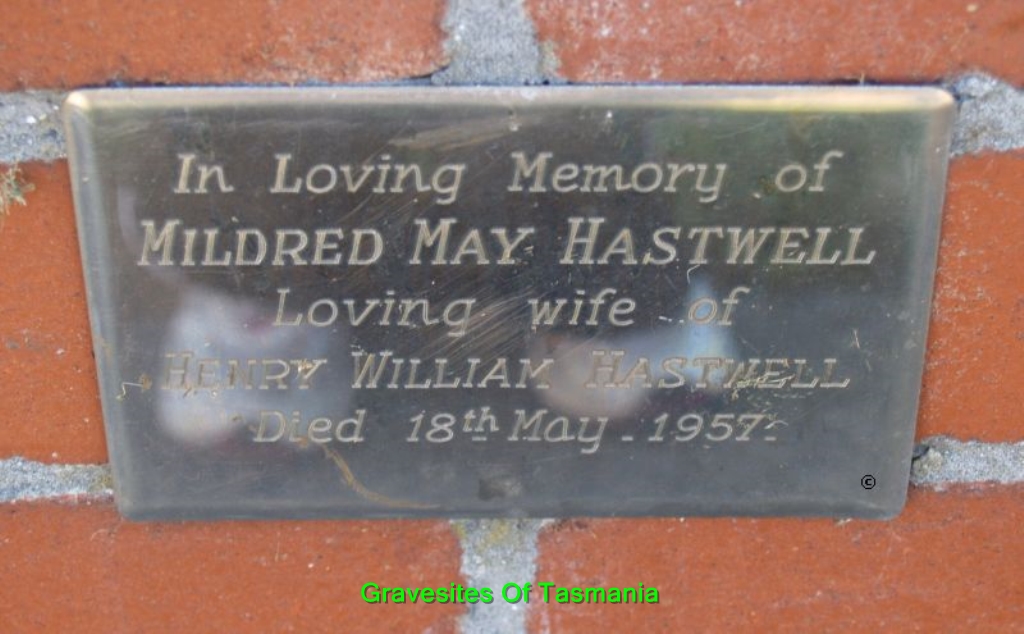 In Loving Memory of
MILDRED MAY HASTWELL
Loving wife of
HENRY WILLIAM HASTWELL
Died 18th May. 1957.
©
Gravesites Of Tasmania